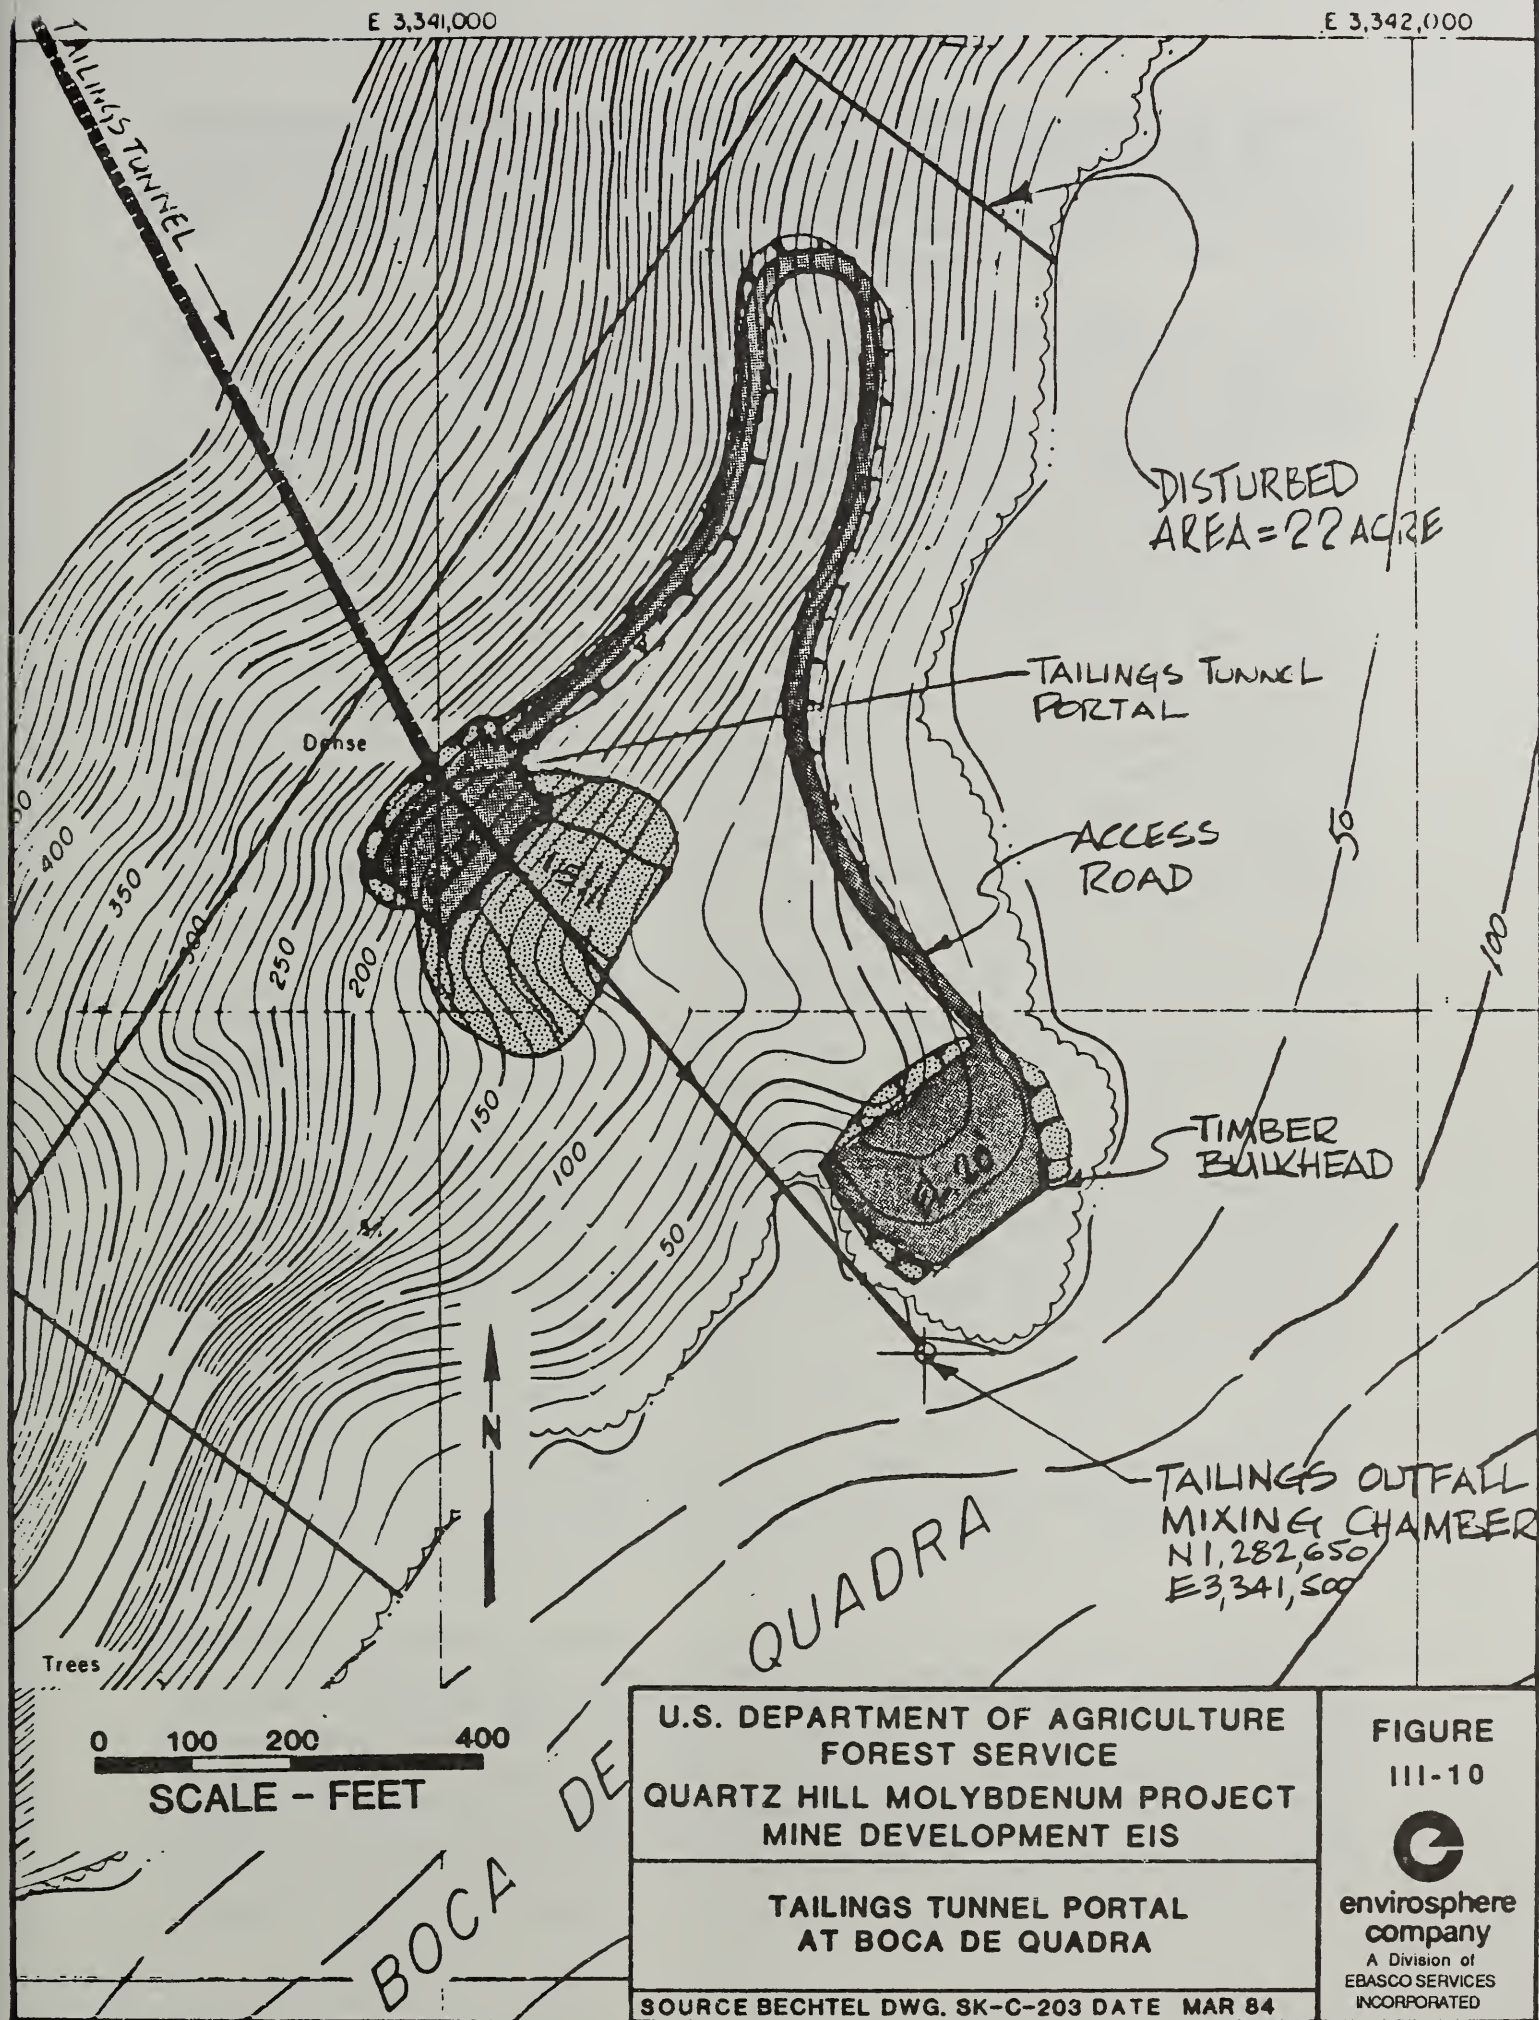 E 3,341,000
E 3,342,000
TAILINGS TUNNEL
DISTURBED
AREA = 22 ACRE
TAILINGS TUNNEL
PORTAL
Dense
ACCESS
ROAD
50
400
350
300
250
200
100
150
100
50
TIMBER
BULKHEAD
EL 20'
N
TAILINGS OUTFALL
MIXING CHAMBER
N 1,282,650
E3,341,500
Trees
BOCA DE QUADRA
0 100 200 400
SCALE – FEET
U.S. DEPARTMENT OF AGRICULTURE
FOREST SERVICE
QUARTZ HILL MOLYBDENUM PROJECT
MINE DEVELOPMENT EIS
TAILINGS TUNNEL PORTAL
AT BOCA DE QUADRA
SOURCE BECHTEL DWG. SK-C-203 DATE MAR 84
FIGURE
III-10
envirosphere
company
A Division of
EBASCO SERVICES
INCORPORATED